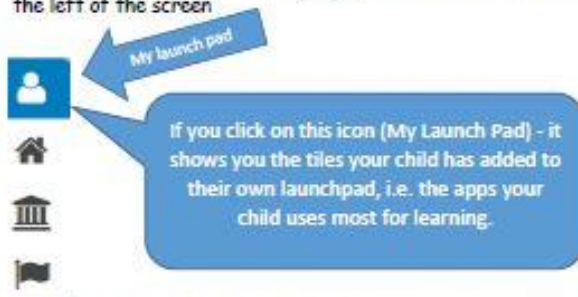 the left of the screen
My launch pad
If you click on this icon (My Launch Pad) - it
shows you the tiles your child has added to
their own launchpad, i.e. the apps your
child uses most for learning.